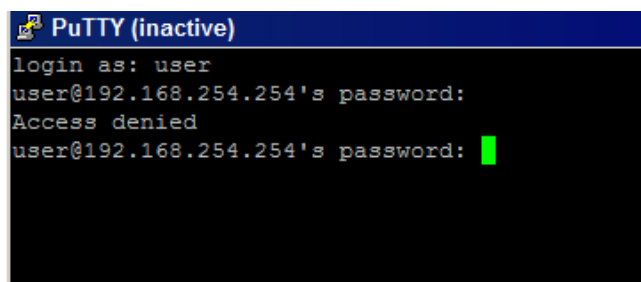 PuTTY (inactive)
login as: user
user@192.168.254.254's password:
Access denied
user@192.168.254.254's password: